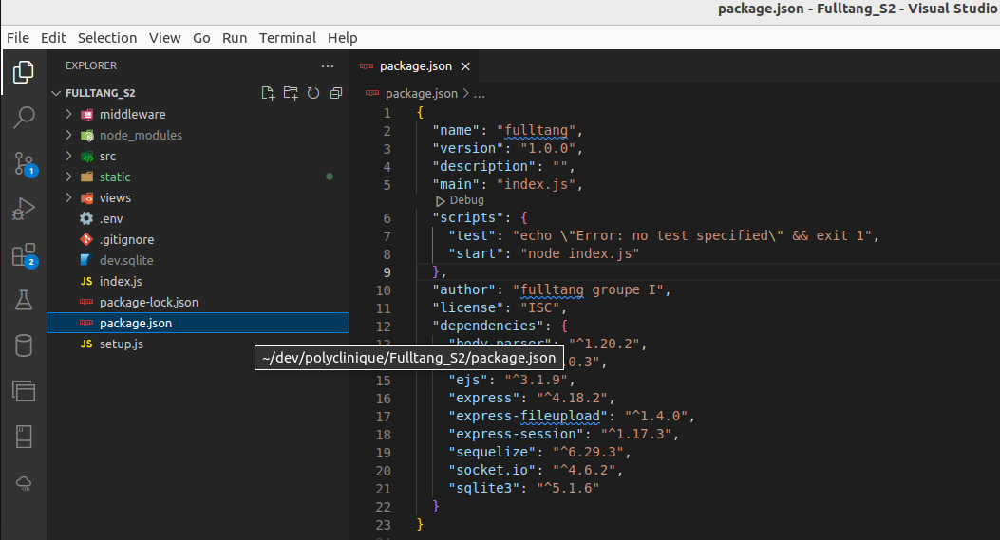 package.json - Fulltang_S2 - Visual Studio
File Edit Selection View Go Run Terminal Help
EXPLORER
FULLTANG_S2
middleware
node_modules
src
static
views
.env
.gitignore
dev.sqlite
JS index.js
package-lock.json
package.json
JS setup.js
1
2
package.json
package.json > ...
1 {
2 "name": "fulltang",
3 "version": "1.0.0",
4 "description": "",
5 "main": "index.js",
Debug
6 "scripts": {
7 "test": "echo \"Error: no test specified\" && exit 1",
8 "start": "node index.js"
9 },
10 "author": "fulltang groupe I",
11 "license": "ISC",
12 "dependencies": {
13 "body-parser": "^1.20.2",
~/dev/polyclinique/Fulltang_S2/package.json
.0.3",
15 "ejs": "^3.1.9",
16 "express": "^4.18.2",
17 "express-fileupload": "^1.4.0",
18 "express-session": "^1.17.3",
19 "sequelize": "^6.29.3",
20 "socket.io": "^4.6.2",
21 "sqlite3": "^5.1.6"
22 }
23 }